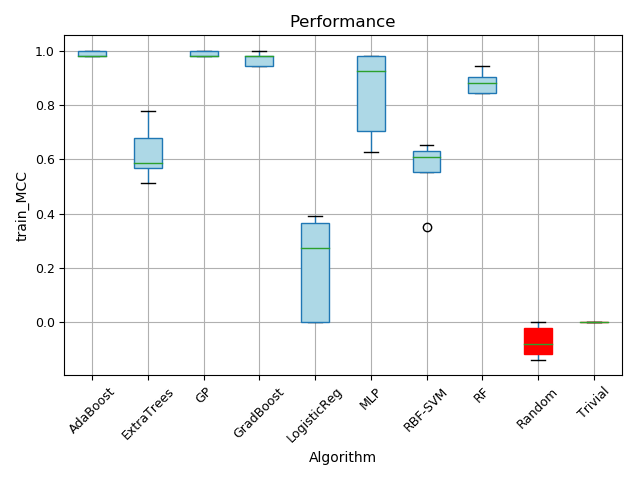 Performance
1.0
0.8
0.6
0.4
0.2
0.0
train_MCC
AdaBoost
ExtraTrees
GP
GradBoost
LogisticReg
MLP
RBF-SVM
RF
Random
Trivial
Algorithm